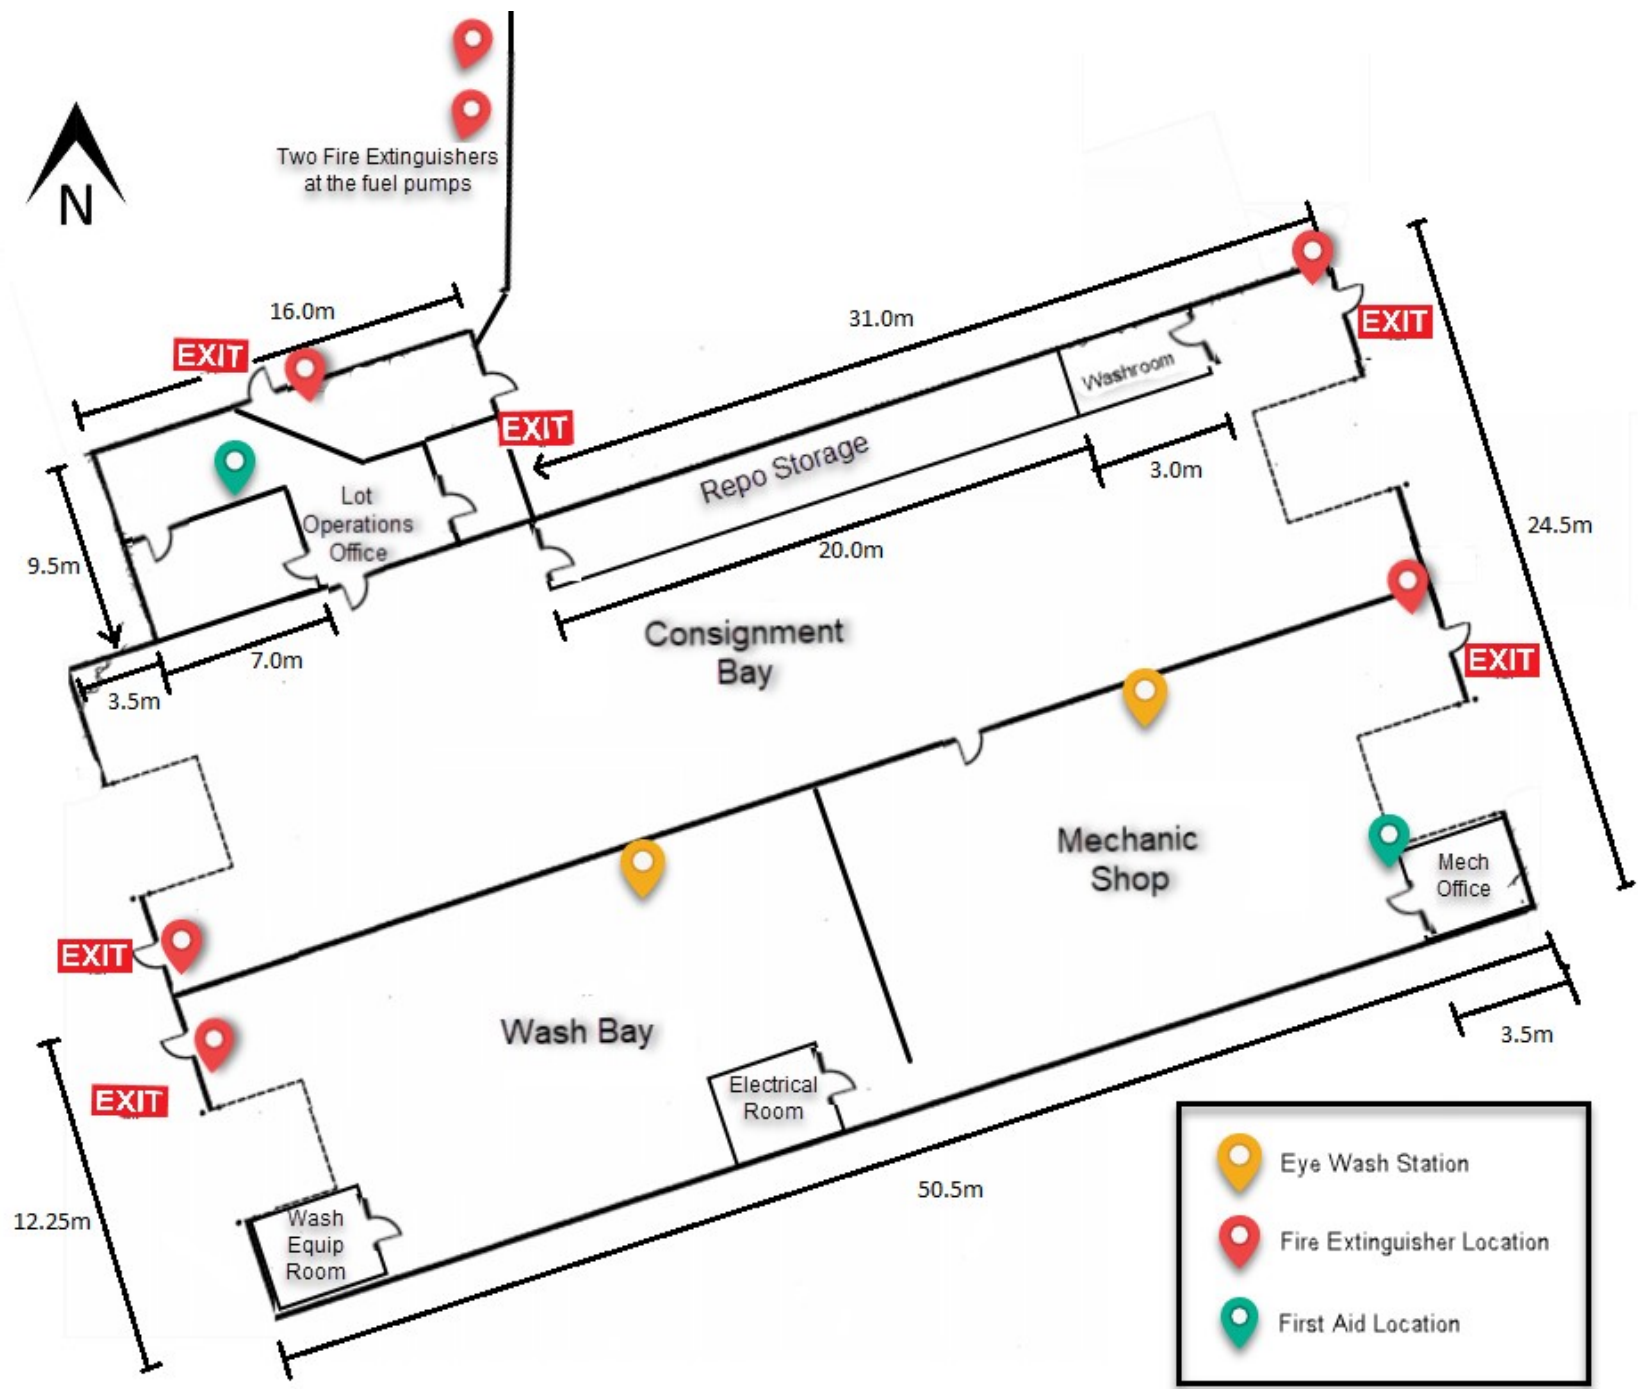 N
Two Fire Extinguishers
at the fuel pumps
16.0m
EXIT
31.0m
EXIT
EXIT
Washroom
Repo Storage
3.0m
Lot
Operations
Office
24.5m
20.0m
9.5m
Consignment
Bay
7.0m
3.5m
EXIT
Mechanic
Shop
Mech
Office
EXIT
Wash Bay
3.5m
Electrical
Room
EXIT
50.5m
12.25m
Wash
Equip
Room
Eye Wash Station
Fire Extinguisher Location
First Aid Location